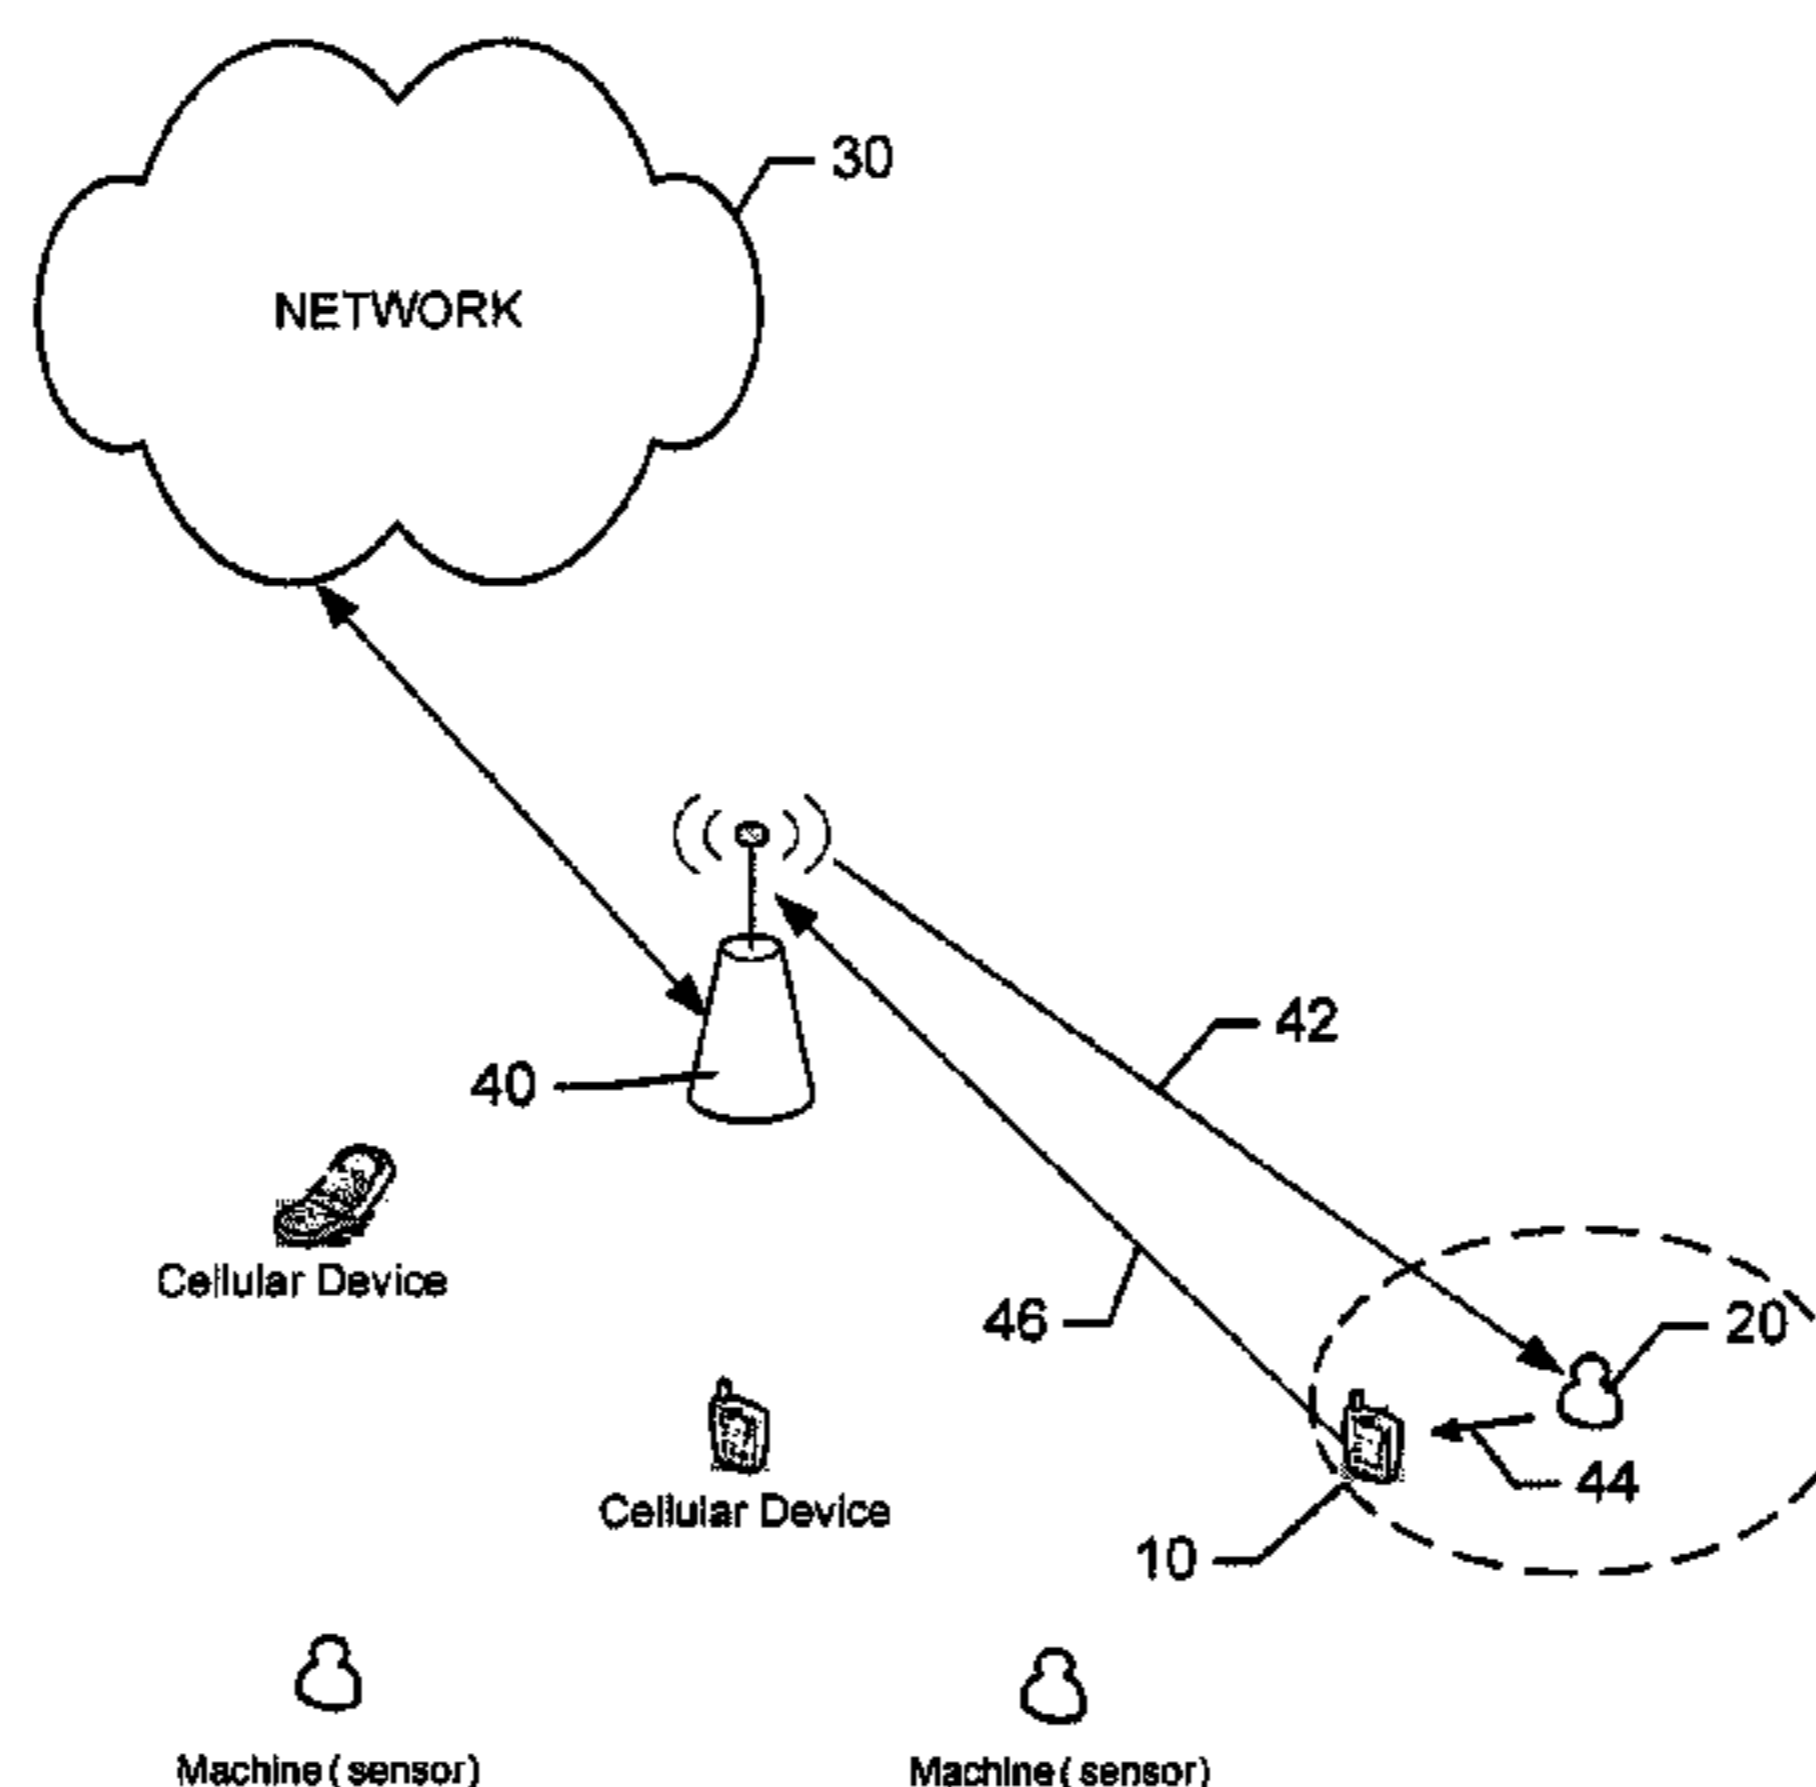 30
NETWORK
42
40
Cellular Device
46
20
44
Cellular Device
10
Machine ( sensor)
Machine ( sensor)